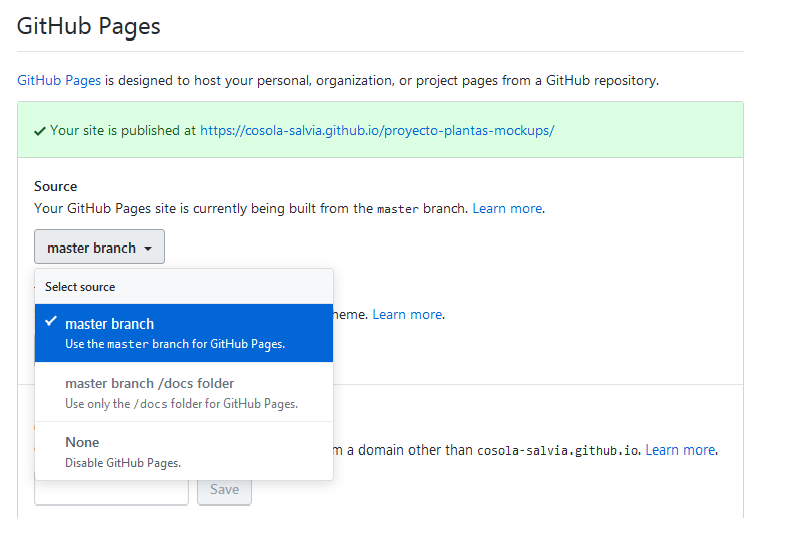 GitHub Pages
GitHub Pages is designed to host your personal, organization, or project pages from a GitHub repository.
Your site is published at https://cosola-salvia.github.io/proyecto-plantas-mockups/
Source
Your GitHub Pages site is currently being built from the master branch. Learn more.
master branch
Select source
heme. Learn more.
master branch
Use the master branch for GitHub Pages.
master branch /docs folder
Use only the /docs folder for GitHub Pages.
None
m a domain other than cosola-salvia.github.io. Learn more.
Disable GitHub Pages.
Save